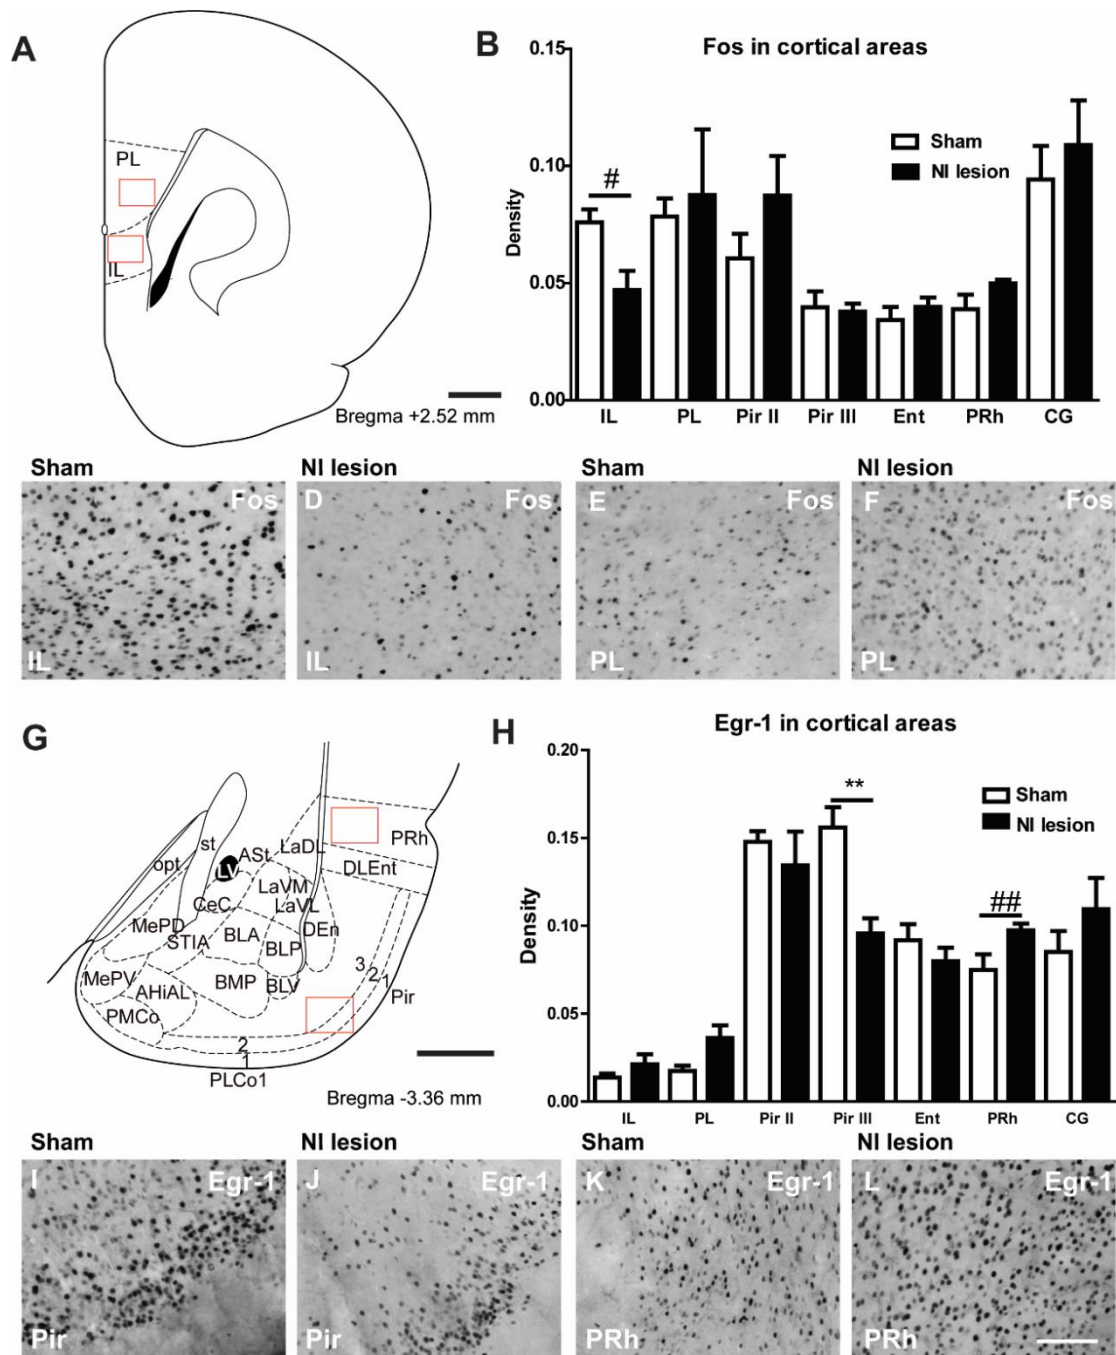 A
PL
IL
Bregma +2.52 mm
B
Fos in cortical areas
0.15
0.10
0.05
0.00
Density
Sham
NI lesion
#
IL PL Pir II Pir III Ent PRh CG
Sham NI lesion Sham NI lesion
Fos D Fos E Fos F Fos
IL IL PL PL
G
opt
st
LV
ASt
LaDL
PRh
DLEnt
LaVM
LaVL
CeC
MePD
STIA
BLA
BLP
DEn
MePV
AHiAL
BMP
BLV
PMCo
3
2
1
Pir
2
1
PLCo1
Bregma -3.36 mm
H
Egr-1 in cortical areas
0.20
0.15
0.10
0.05
0.00
Density
Sham
NI lesion
**
##
IL PL Pir II Pir III Ent PRh CG
Sham NI lesion Sham NI lesion
I Egr-1 J Egr-1 K Egr-1 L Egr-1
Pir Pir PRh PRh